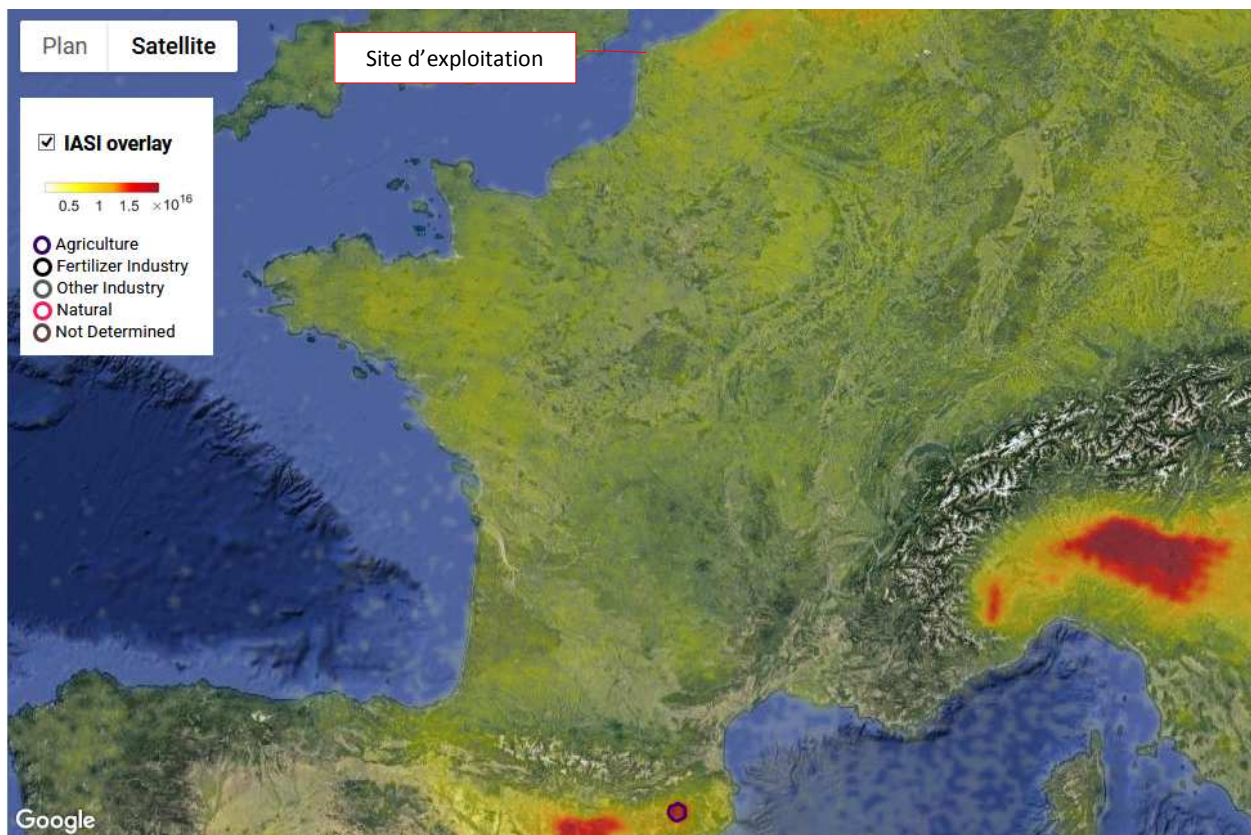 Plan Satellite
Site d’exploitation
IASI overlay
0.5 1 1.5 ×10¹⁶
Agriculture
Fertilizer Industry
Other Industry
Natural
Not Determined
Google